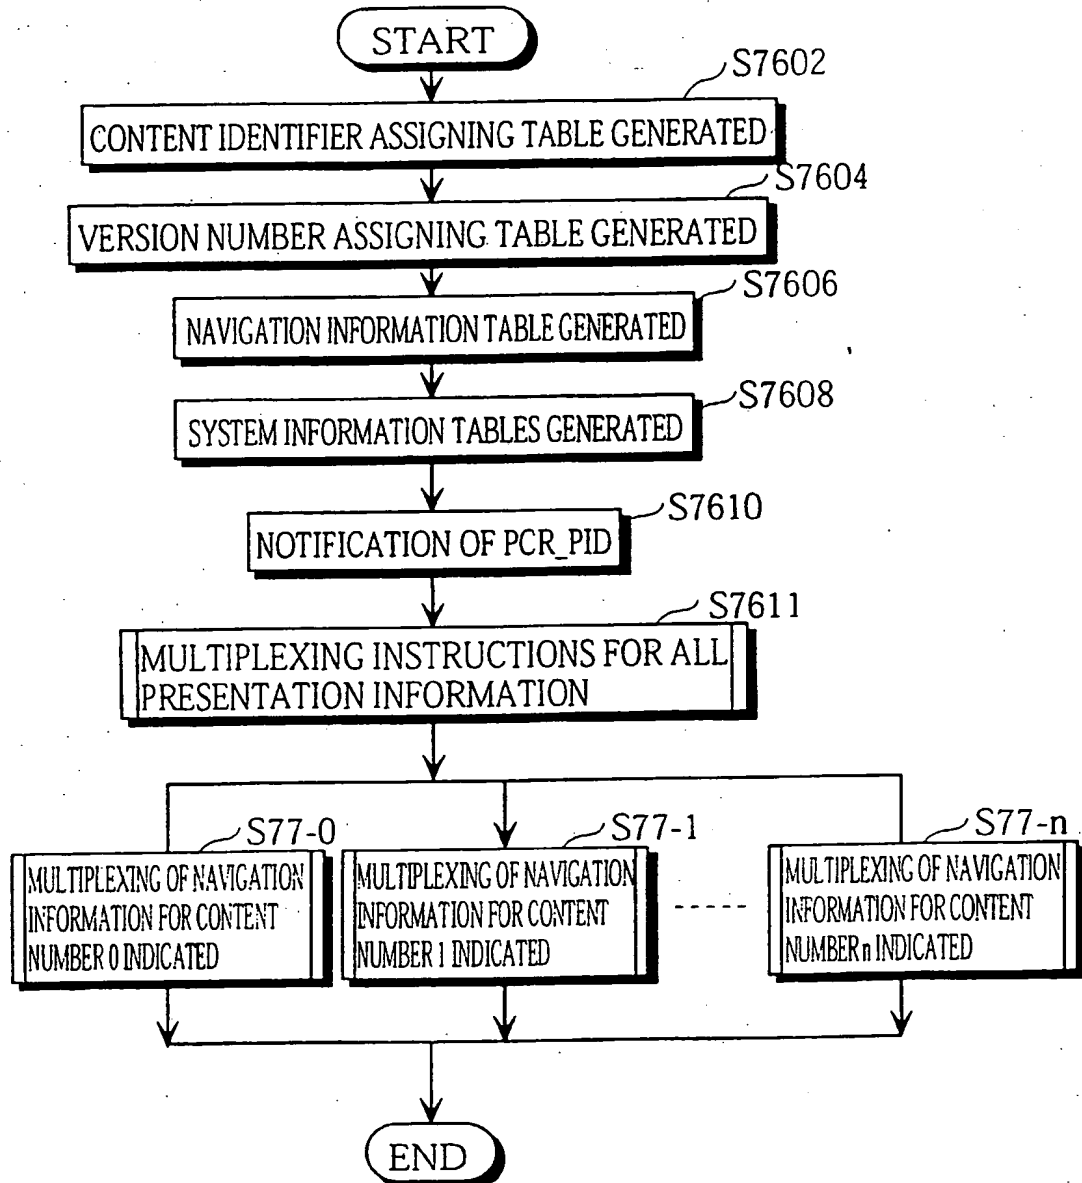 START
S7602
CONTENT IDENTIFIER ASSIGNING TABLE GENERATED
S7604
VERSION NUMBER ASSIGNING TABLE GENERATED
S7606
NAVIGATION INFORMATION TABLE GENERATED
S7608
SYSTEM INFORMATION TABLES GENERATED
S7610
NOTIFICATION OF PCR_PID
S7611
MULTIPLEXING INSTRUCTIONS FOR ALL
PRESENTATION INFORMATION
S77-0
MULTIPLEXING OF NAVIGATION
INFORMATION FOR CONTENT
NUMBER 0 INDICATED
S77-1
MULTIPLEXING OF NAVIGATION
INFORMATION FOR CONTENT
NUMBER 1 INDICATED
S77-n
MULTIPLEXING OF NAVIGATION
INFORMATION FOR CONTENT
NUMBER n INDICATED
END